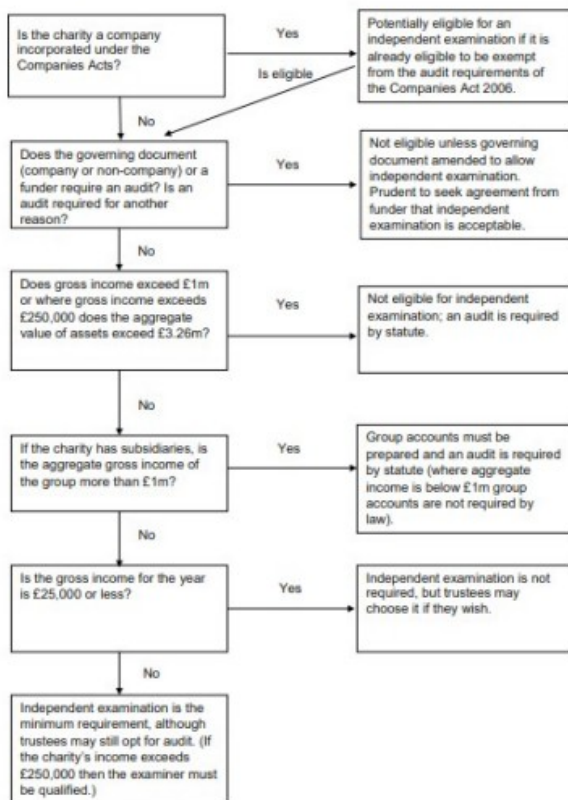 Is the charity a company
incorporated under the
Companies Acts?
Yes
Potentially eligible for an
independent examination if it is
already eligible to be exempt
from the audit requirements of
the Companies Act 2006.
Is eligible
No
Does the governing document
(company or non-company) or a
funder require an audit? Is an
audit required for another
reason?
Yes
Not eligible unless governing
document amended to allow
independent examination.
Prudent to seek agreement from
funder that independent
examination is acceptable.
No
Does gross income exceed £1m
or where gross income exceeds
£250,000 does the aggregate
value of assets exceed £3.26m?
Yes
Not eligible for independent
examination; an audit is required
by statute.
No
If the charity has subsidiaries, is
the aggregate gross income of
the group more than £1m?
Yes
Group accounts must be
prepared and an audit is required
by statute (where aggregate
income is below £1m group
accounts are not required by
law).
No
Is the gross income for the year
is £25,000 or less?
Yes
Independent examination is not
required, but trustees may
choose it if they wish.
No
Independent examination is the
minimum requirement, although
trustees may still opt for audit. (If
the charity's income exceeds
£250,000 then the examiner must
be qualified.)